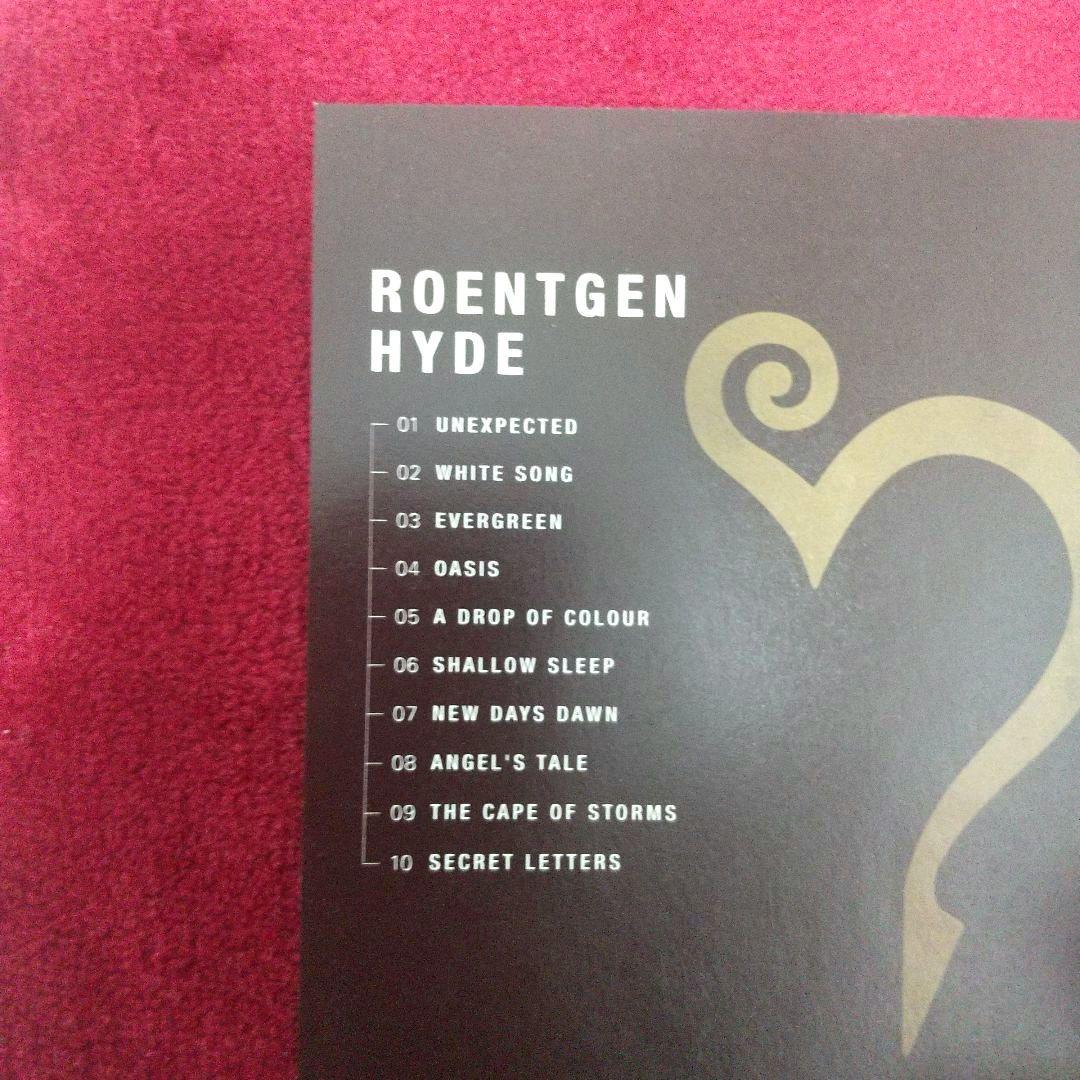 ROENTGEN
HYDE
01 UNEXPECTED
02 WHITE SONG
03 EVERGREEN
04 OASIS
05 A DROP OF COLOUR
06 SHALLOW SLEEP
07 NEW DAYS DAWN
08 ANGEL'S TALE
09 THE CAPE OF STORMS
10 SECRET LETTERS